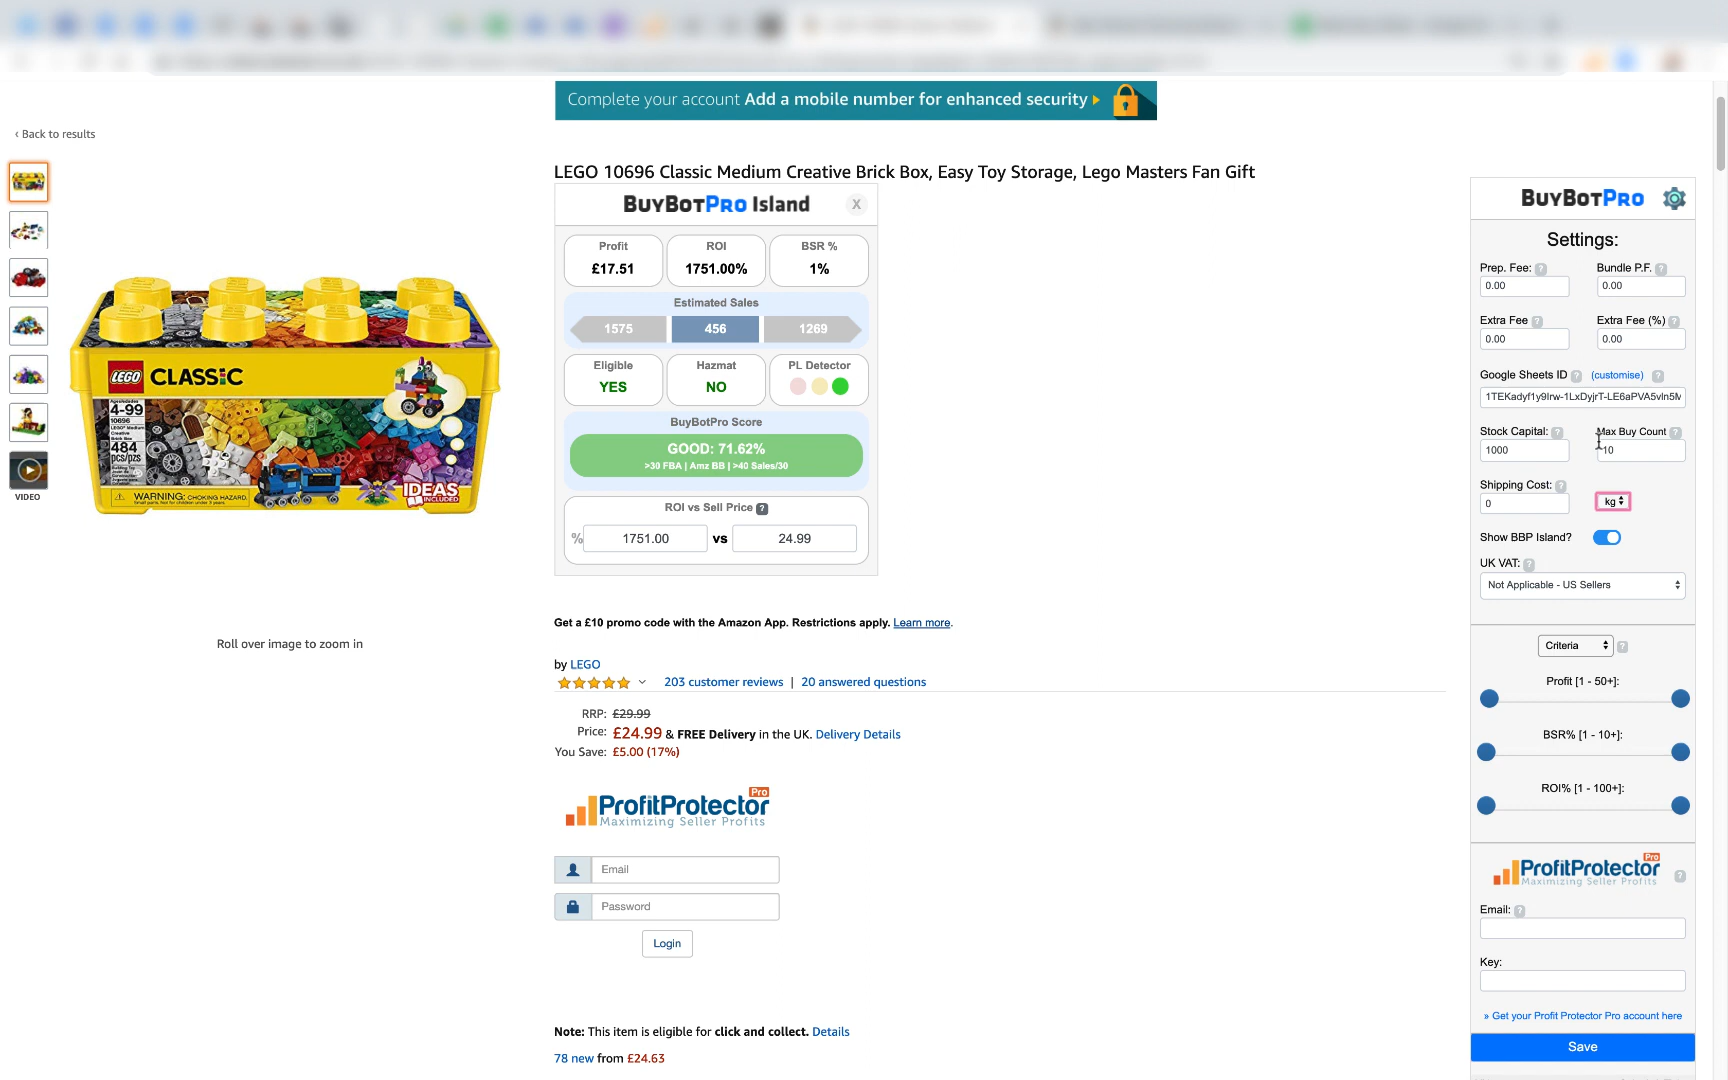 Complete your account Add a mobile number for enhanced security
‹ Back to results
LEGO 10696 Classic Medium Creative Brick Box, Easy Toy Storage, Lego Masters Fan Gift
BUYBOTPRO Island X
Profit ROI BSR %
£17.51 1751.00% 1%
Estimated Sales
1575 456 1269
Eligible Hazmat PL Detector
YES NO
BuyBotPro Score
GOOD: 71.62%
>30 FBA | Amz BB | >40 Sales/30
ROI vs Sell Price ?
% 1751.00 vs 24.99
LEGO CLASSIC
4-99
10696
484
pcs/pzs
WARNING: CHOKING HAZARD.
IDEAS
INCLUDED
VIDEO
Roll over image to zoom in
Get a £10 promo code with the Amazon App. Restrictions apply. Learn more.
by LEGO
203 customer reviews | 20 answered questions
RRP: £29.99
Price: £24.99 & FREE Delivery in the UK. Delivery Details
You Save: £5.00 (17%)
ProfitProtector Pro
Maximizing Seller Profits
Email
Password
Login
Note: This item is eligible for click and collect. Details
78 new from £24.63
BUYBOTPRO
Settings:
Prep. Fee: ? Bundle P.F. ?
0.00 0.00
Extra Fee ? Extra Fee (%) ?
0.00 0.00
Google Sheets ID ? (customise) ?
Stock Capital: ? Max Buy Count ?
1000 10
Shipping Cost: ?
0 kg
Show BBP Island?
UK VAT: ?
Not Applicable - US Sellers
Criteria ?
Profit [1 - 50+]:
BSR% [1 - 10+]:
ROI% [1 - 100+]:
ProfitProtector Pro ?
Maximizing Seller Profits
Email: ?
Key:
» Get your Profit Protector Pro account here
Save